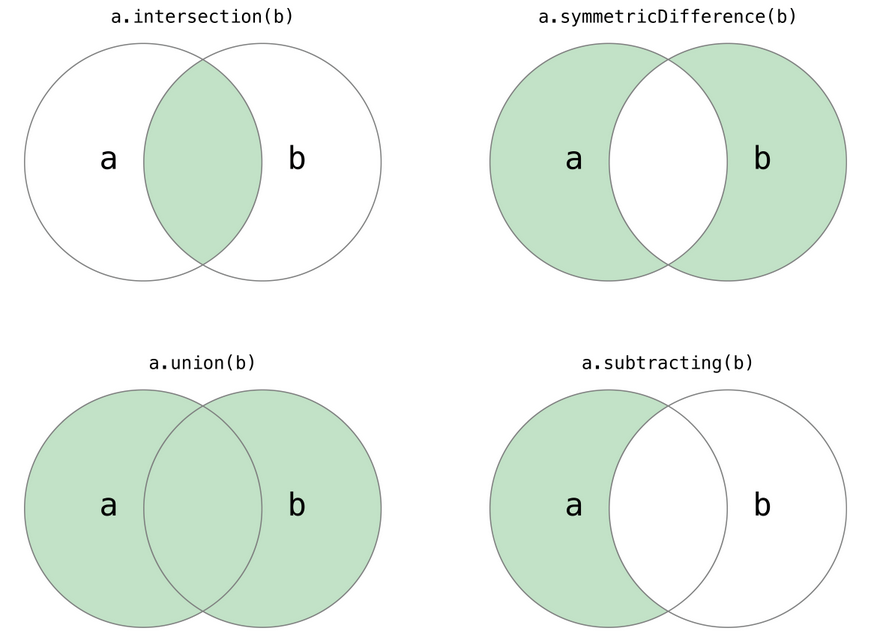 a.intersection(b)
a b
a.symmetricDifference(b)
a b
a.union(b)
a b
a.subtracting(b)
a b